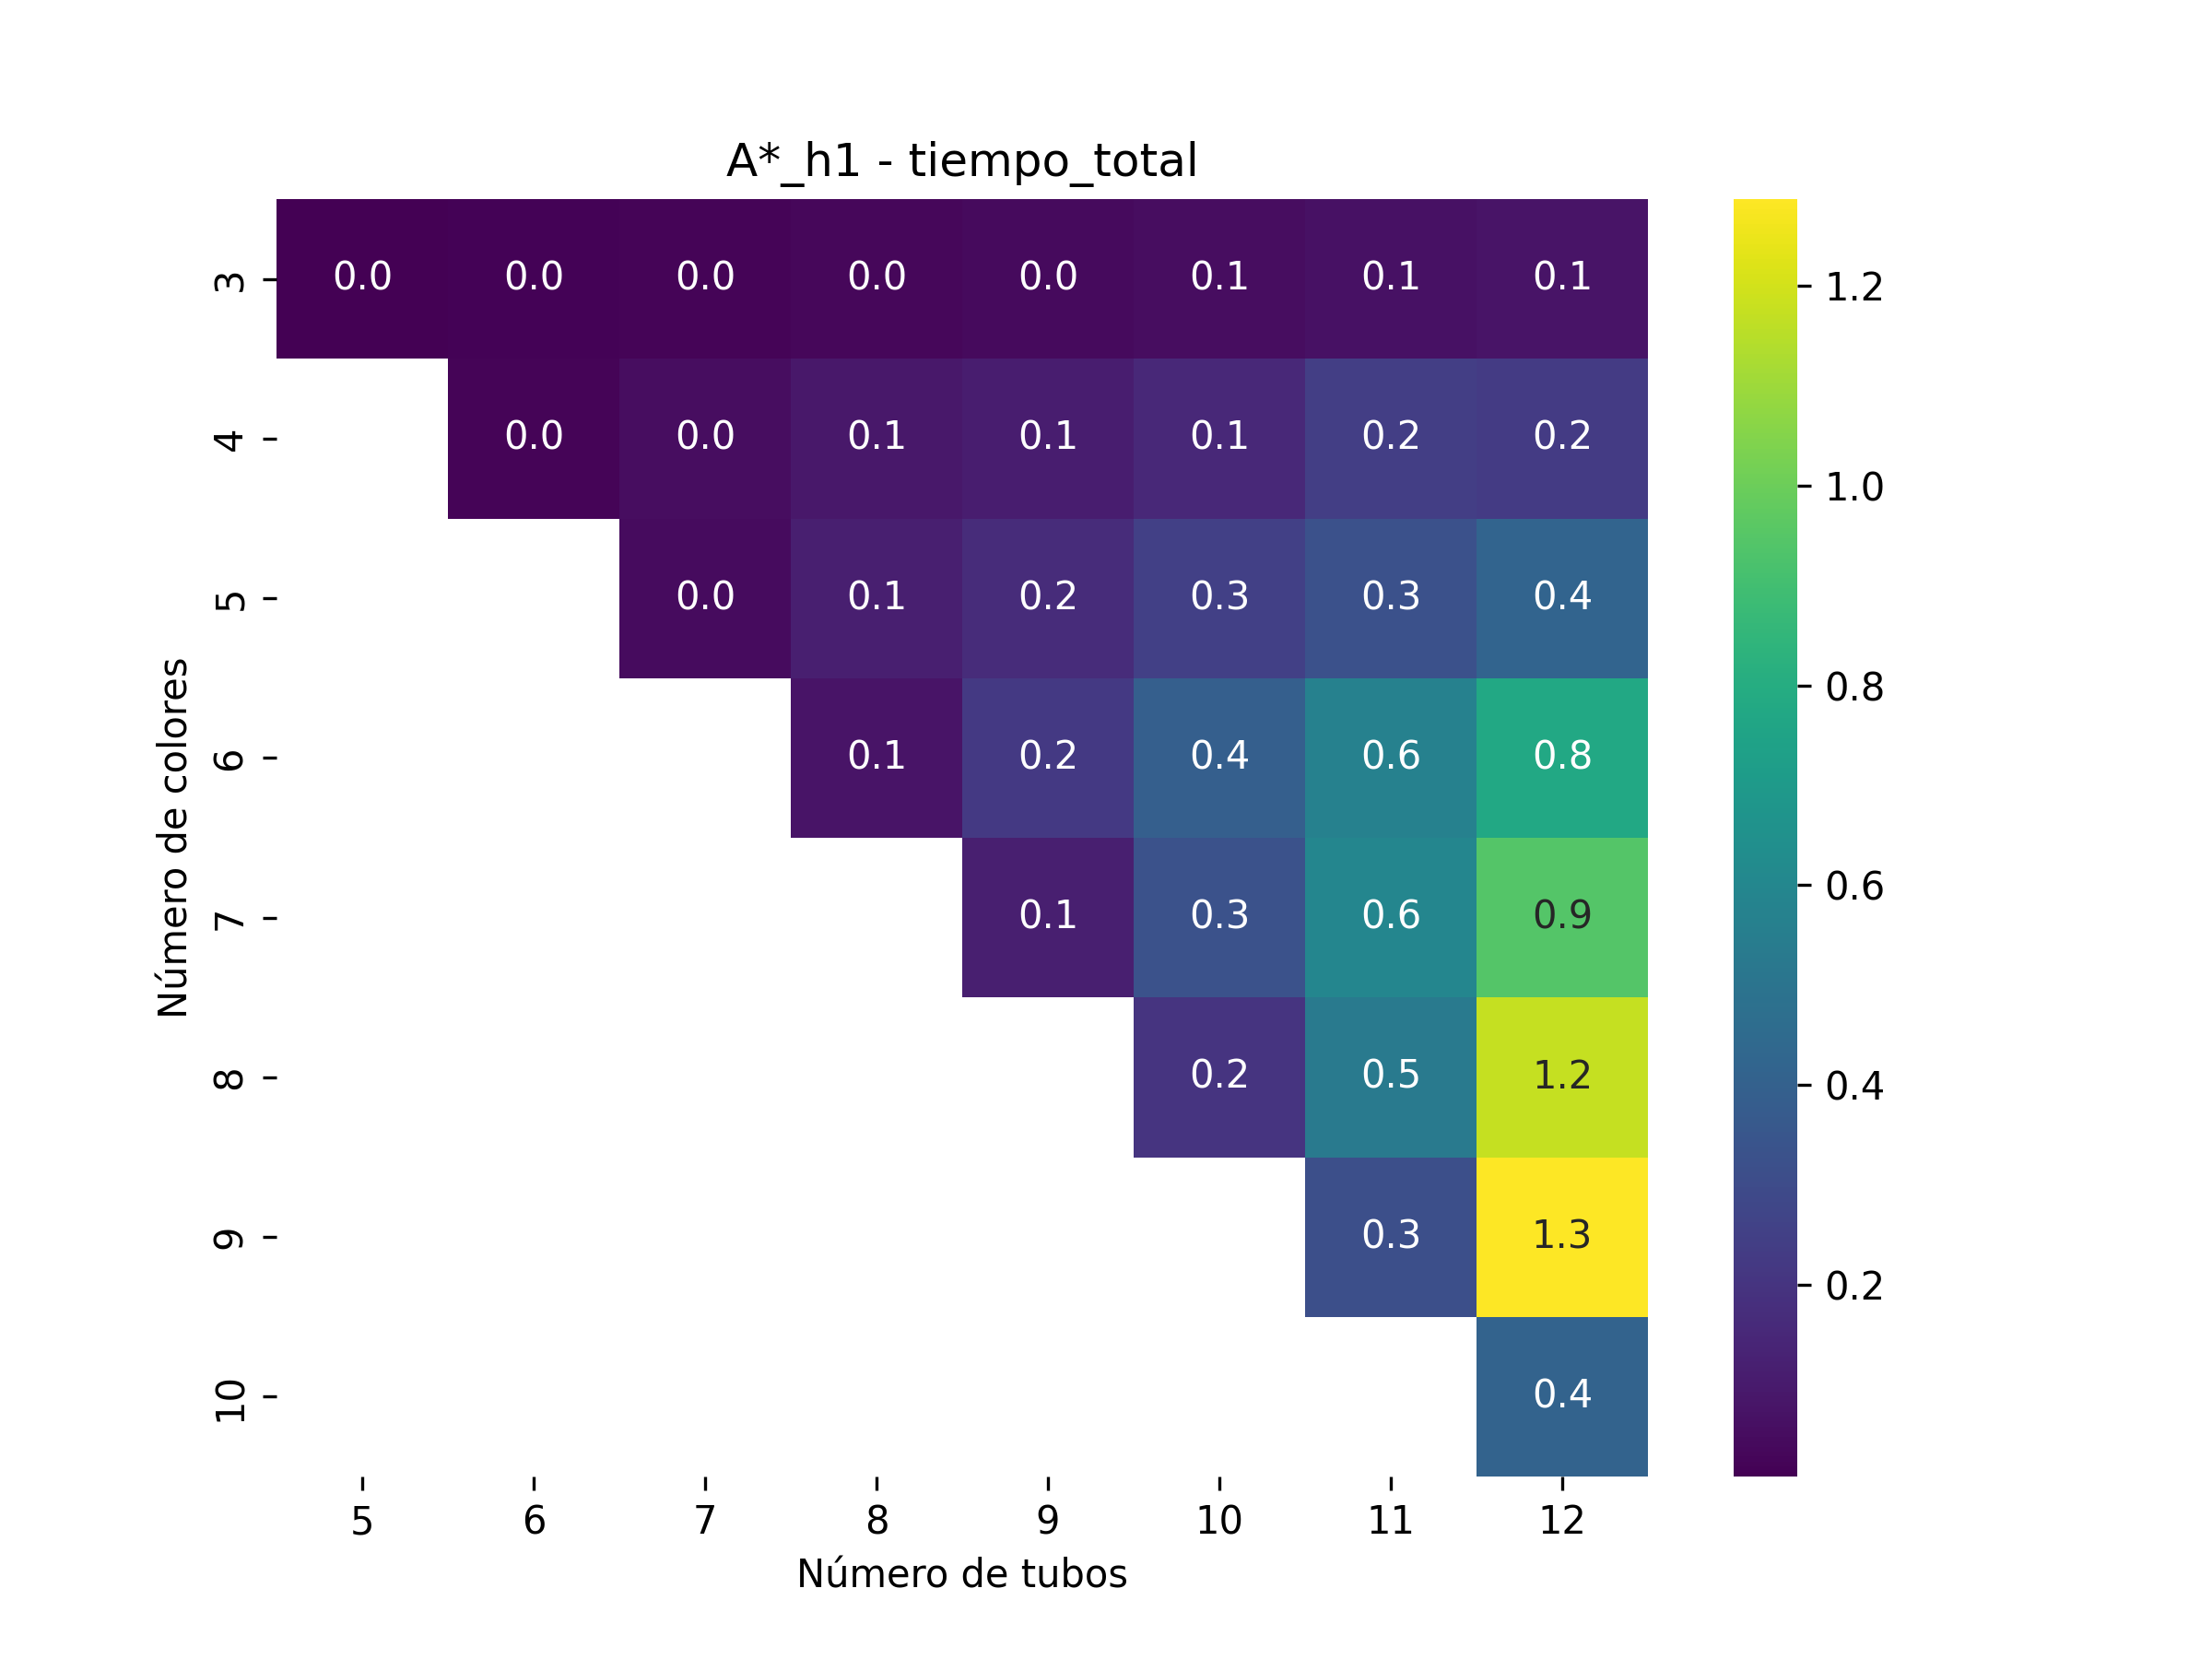 A*_h1 - tiempo_total
3 0.0 0.0 0.0 0.0 0.0 0.1 0.1 0.1
4 0.0 0.0 0.1 0.1 0.1 0.2 0.2
5 0.0 0.1 0.2 0.3 0.3 0.4
6 0.1 0.2 0.4 0.6 0.8
7 0.1 0.3 0.6 0.9
8 0.2 0.5 1.2
9 0.3 1.3
10 0.4
5 6 7 8 9 10 11 12
Número de tubos
Número de colores
1.2
1.0
0.8
0.6
0.4
0.2